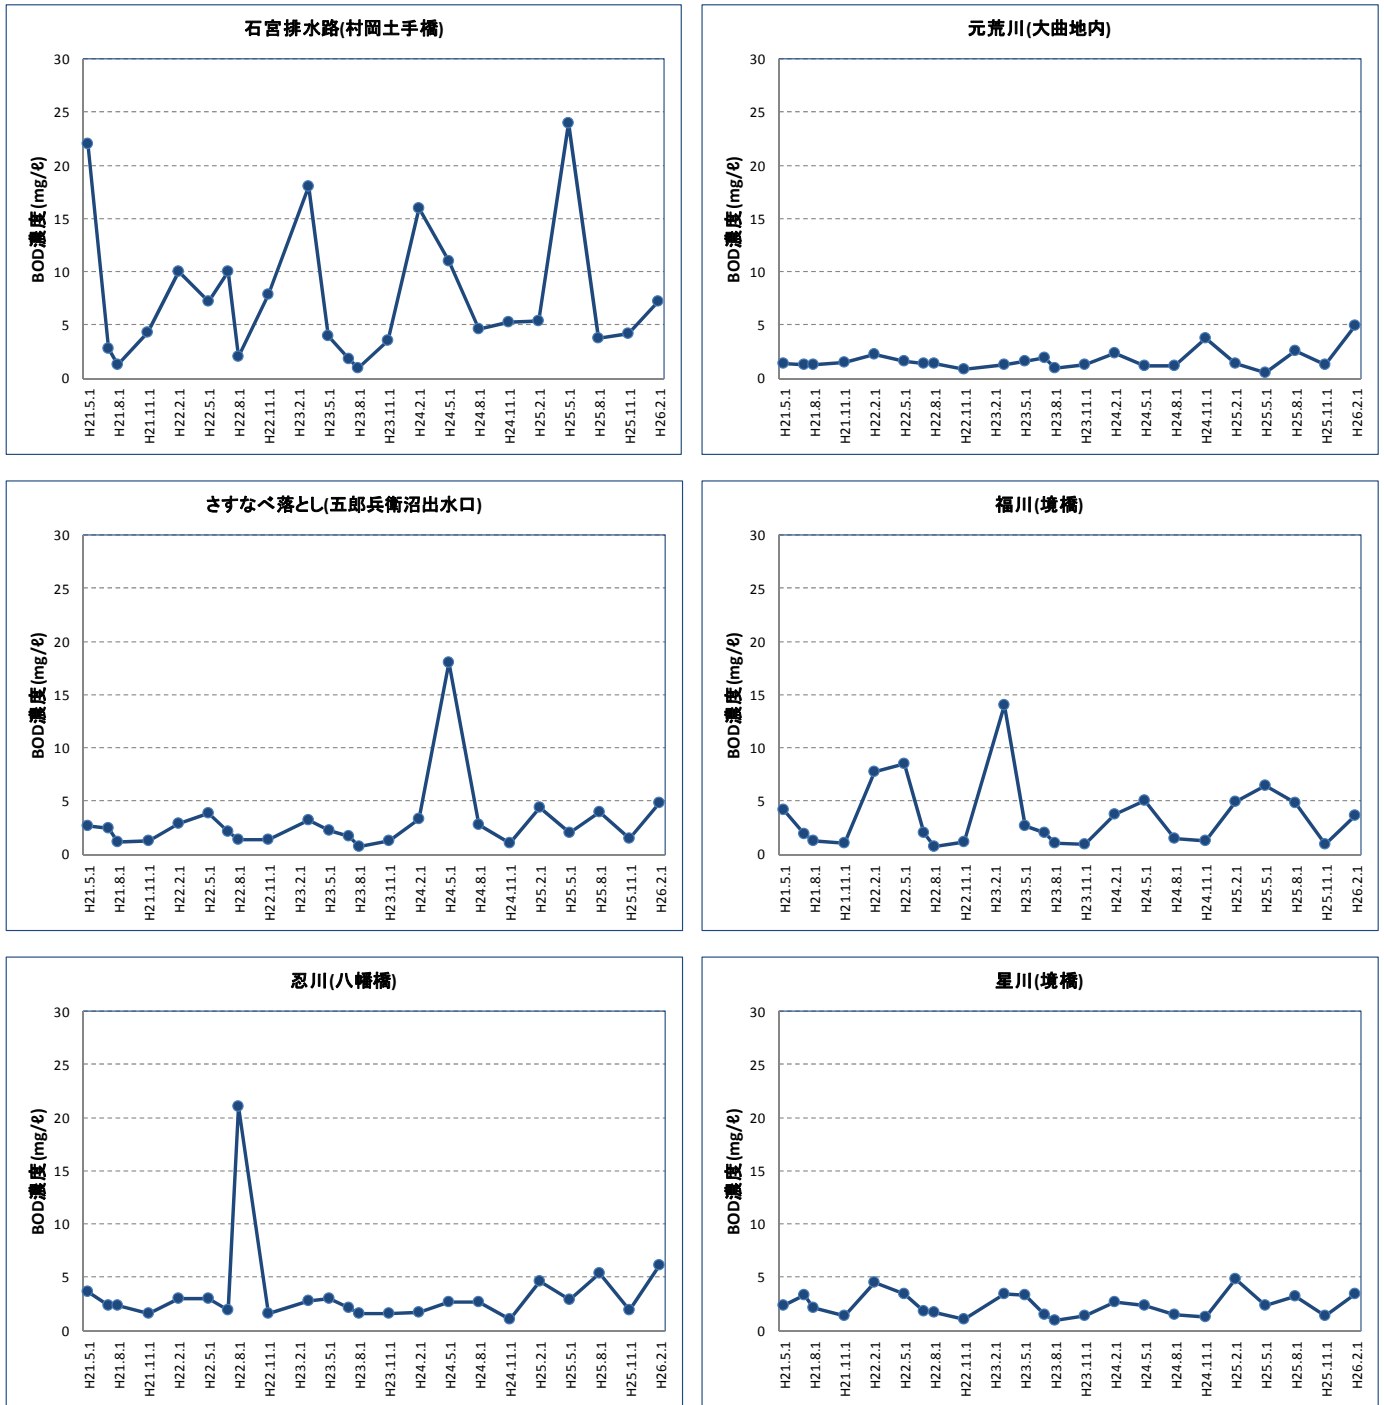 石宮排水路(村岡土手橋)
BOD濃度(mg/ℓ)
30
25
20
15
10
5
0
H21.5.1
H21.8.1
H21.11.1
H22.2.1
H22.5.1
H22.8.1
H22.11.1
H23.2.1
H23.5.1
H23.8.1
H23.11.1
H24.2.1
H24.5.1
H24.8.1
H24.11.1
H25.2.1
H25.5.1
H25.8.1
H25.11.1
H26.2.1
元荒川(大曲地内)
BOD濃度(mg/ℓ)
30
25
20
15
10
5
0
H21.5.1
H21.8.1
H21.11.1
H22.2.1
H22.5.1
H22.8.1
H22.11.1
H23.2.1
H23.5.1
H23.8.1
H23.11.1
H24.2.1
H24.5.1
H24.8.1
H24.11.1
H25.2.1
H25.5.1
H25.8.1
H25.11.1
H26.2.1
さすなべ落とし(五郎兵衛沼出水口)
BOD濃度(mg/ℓ)
30
25
20
15
10
5
0
H21.5.1
H21.8.1
H21.11.1
H22.2.1
H22.5.1
H22.8.1
H22.11.1
H23.2.1
H23.5.1
H23.8.1
H23.11.1
H24.2.1
H24.5.1
H24.8.1
H24.11.1
H25.2.1
H25.5.1
H25.8.1
H25.11.1
H26.2.1
福川(境橋)
BOD濃度(mg/ℓ)
30
25
20
15
10
5
0
H21.5.1
H21.8.1
H21.11.1
H22.2.1
H22.5.1
H22.8.1
H22.11.1
H23.2.1
H23.5.1
H23.8.1
H23.11.1
H24.2.1
H24.5.1
H24.8.1
H24.11.1
H25.2.1
H25.5.1
H25.8.1
H25.11.1
H26.2.1
忍川(八幡橋)
BOD濃度(mg/ℓ)
30
25
20
15
10
5
0
H21.5.1
H21.8.1
H21.11.1
H22.2.1
H22.5.1
H22.8.1
H22.11.1
H23.2.1
H23.5.1
H23.8.1
H23.11.1
H24.2.1
H24.5.1
H24.8.1
H24.11.1
H25.2.1
H25.5.1
H25.8.1
H25.11.1
H26.2.1
星川(境橋)
BOD濃度(mg/ℓ)
30
25
20
15
10
5
0
H21.5.1
H21.8.1
H21.11.1
H22.2.1
H22.5.1
H22.8.1
H22.11.1
H23.2.1
H23.5.1
H23.8.1
H23.11.1
H24.2.1
H24.5.1
H24.8.1
H24.11.1
H25.2.1
H25.5.1
H25.8.1
H25.11.1
H26.2.1